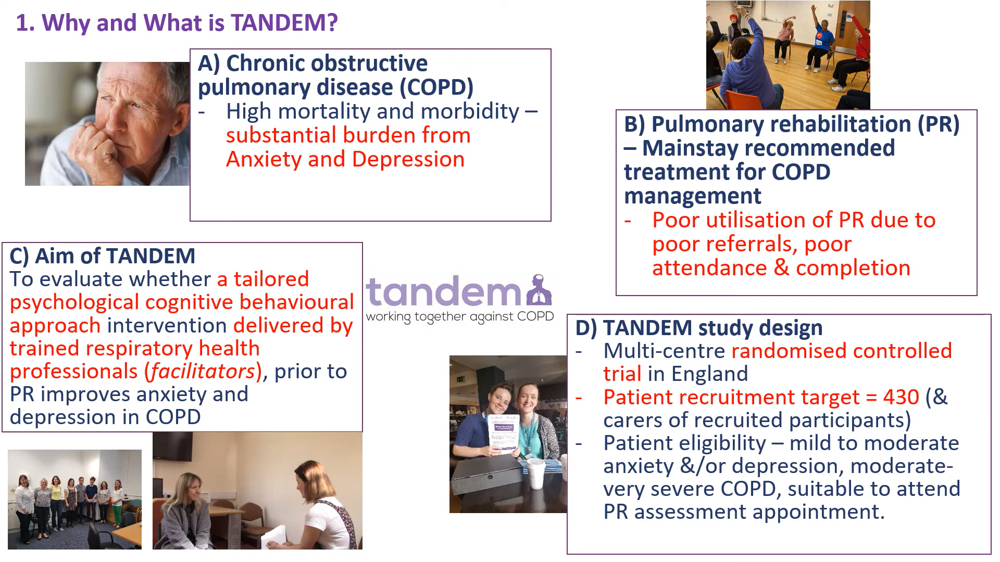 1. Why and What is TANDEM?
A) Chronic obstructive
pulmonary disease (COPD)
- High mortality and morbidity –
substantial burden from
Anxiety and Depression
B) Pulmonary rehabilitation (PR)
– Mainstay recommended
treatment for COPD
management
- Poor utilisation of PR due to
poor referrals, poor
attendance & completion
C) Aim of TANDEM
To evaluate whether a tailored
psychological cognitive behavioural
approach intervention delivered by
trained respiratory health
professionals (facilitators), prior to
PR improves anxiety and
depression in COPD
tandem
working together against COPD
D) TANDEM study design
- Multi-centre randomised controlled
trial in England
- Patient recruitment target = 430 (&
carers of recruited participants)
- Patient eligibility – mild to moderate
anxiety &/or depression, moderate-
very severe COPD, suitable to attend
PR assessment appointment.